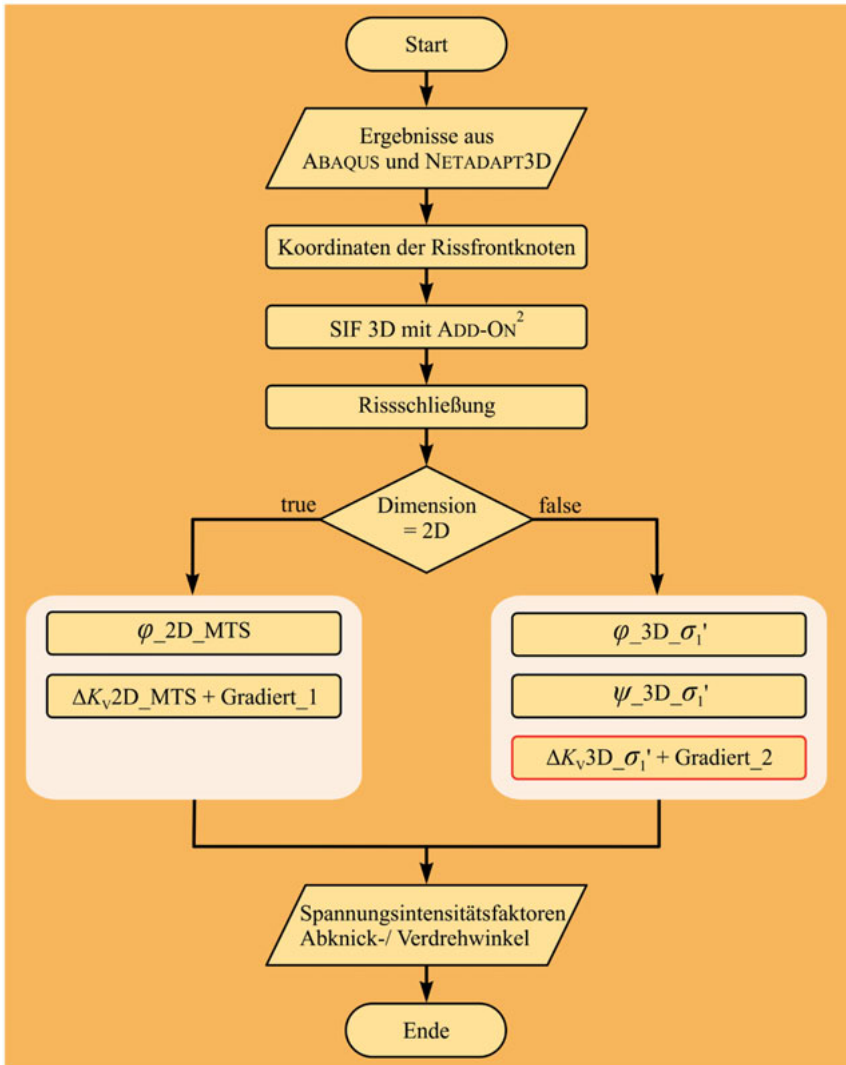 Start
Ergebnisse aus
ABAQUS und NETADAPT3D
Koordinaten der Rissfrontknoten
SIF 3D mit ADD-ON²
Rissschließung
true
Dimension
= 2D
false
φ_2D_MTS
ΔKᵥ2D_MTS + Gradiert_1
φ_3D_σ₁'
ψ_3D_σ₁'
ΔKᵥ3D_σ₁' + Gradiert_2
Spannungsintensitätsfaktoren
Abknick-/ Verdrehwinkel
Ende